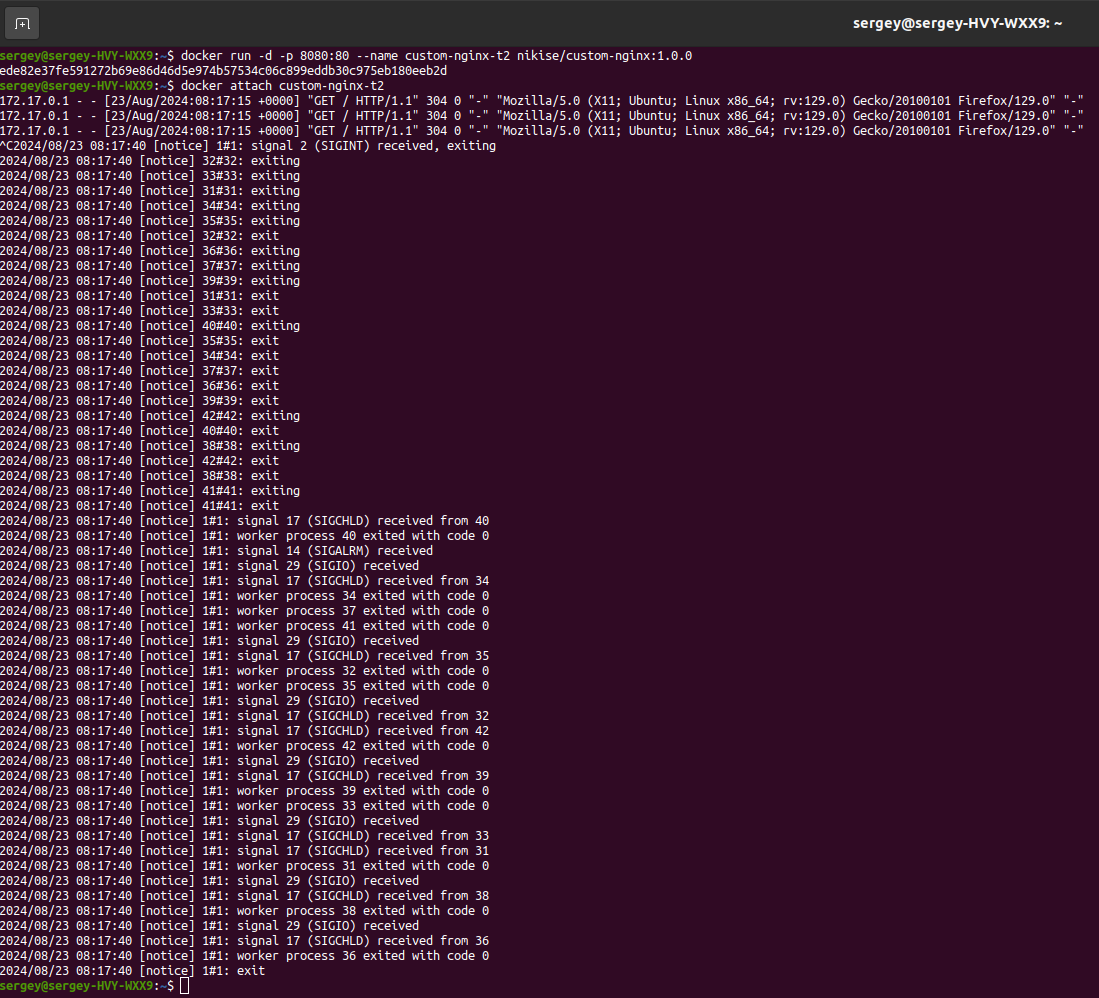 sergey@sergey-HVY-WXX9: ~
sergey@sergey-HVY-WXX9:~$ docker run -d -p 8080:80 --name custom-nginx-t2 nikise/custom-nginx:1.0.0
ede82e37fe591272b69e86d46d5e974b57534c06c899eddb30c975eb180eeb2d
sergey@sergey-HVY-WXX9:~$ docker attach custom-nginx-t2
172.17.0.1 - - [23/Aug/2024:08:17:15 +0000] "GET / HTTP/1.1" 304 0 "-" "Mozilla/5.0 (X11; Ubuntu; Linux x86_64; rv:129.0) Gecko/20100101 Firefox/129.0" "-"
172.17.0.1 - - [23/Aug/2024:08:17:15 +0000] "GET / HTTP/1.1" 304 0 "-" "Mozilla/5.0 (X11; Ubuntu; Linux x86_64; rv:129.0) Gecko/20100101 Firefox/129.0" "-"
172.17.0.1 - - [23/Aug/2024:08:17:15 +0000] "GET / HTTP/1.1" 304 0 "-" "Mozilla/5.0 (X11; Ubuntu; Linux x86_64; rv:129.0) Gecko/20100101 Firefox/129.0" "-"
^C2024/08/23 08:17:40 [notice] 1#1: signal 2 (SIGINT) received, exiting
2024/08/23 08:17:40 [notice] 32#32: exiting
2024/08/23 08:17:40 [notice] 33#33: exiting
2024/08/23 08:17:40 [notice] 31#31: exiting
2024/08/23 08:17:40 [notice] 34#34: exiting
2024/08/23 08:17:40 [notice] 35#35: exiting
2024/08/23 08:17:40 [notice] 32#32: exit
2024/08/23 08:17:40 [notice] 36#36: exiting
2024/08/23 08:17:40 [notice] 37#37: exiting
2024/08/23 08:17:40 [notice] 39#39: exiting
2024/08/23 08:17:40 [notice] 31#31: exit
2024/08/23 08:17:40 [notice] 33#33: exit
2024/08/23 08:17:40 [notice] 40#40: exiting
2024/08/23 08:17:40 [notice] 35#35: exit
2024/08/23 08:17:40 [notice] 34#34: exit
2024/08/23 08:17:40 [notice] 37#37: exit
2024/08/23 08:17:40 [notice] 36#36: exit
2024/08/23 08:17:40 [notice] 39#39: exit
2024/08/23 08:17:40 [notice] 42#42: exiting
2024/08/23 08:17:40 [notice] 40#40: exit
2024/08/23 08:17:40 [notice] 38#38: exiting
2024/08/23 08:17:40 [notice] 42#42: exit
2024/08/23 08:17:40 [notice] 38#38: exit
2024/08/23 08:17:40 [notice] 41#41: exiting
2024/08/23 08:17:40 [notice] 41#41: exit
2024/08/23 08:17:40 [notice] 1#1: signal 17 (SIGCHLD) received from 40
2024/08/23 08:17:40 [notice] 1#1: worker process 40 exited with code 0
2024/08/23 08:17:40 [notice] 1#1: signal 14 (SIGALRM) received
2024/08/23 08:17:40 [notice] 1#1: signal 29 (SIGIO) received
2024/08/23 08:17:40 [notice] 1#1: signal 17 (SIGCHLD) received from 34
2024/08/23 08:17:40 [notice] 1#1: worker process 34 exited with code 0
2024/08/23 08:17:40 [notice] 1#1: worker process 37 exited with code 0
2024/08/23 08:17:40 [notice] 1#1: worker process 41 exited with code 0
2024/08/23 08:17:40 [notice] 1#1: signal 29 (SIGIO) received
2024/08/23 08:17:40 [notice] 1#1: signal 17 (SIGCHLD) received from 35
2024/08/23 08:17:40 [notice] 1#1: worker process 32 exited with code 0
2024/08/23 08:17:40 [notice] 1#1: worker process 35 exited with code 0
2024/08/23 08:17:40 [notice] 1#1: signal 29 (SIGIO) received
2024/08/23 08:17:40 [notice] 1#1: signal 17 (SIGCHLD) received from 32
2024/08/23 08:17:40 [notice] 1#1: signal 17 (SIGCHLD) received from 42
2024/08/23 08:17:40 [notice] 1#1: worker process 42 exited with code 0
2024/08/23 08:17:40 [notice] 1#1: signal 29 (SIGIO) received
2024/08/23 08:17:40 [notice] 1#1: signal 17 (SIGCHLD) received from 39
2024/08/23 08:17:40 [notice] 1#1: worker process 39 exited with code 0
2024/08/23 08:17:40 [notice] 1#1: worker process 33 exited with code 0
2024/08/23 08:17:40 [notice] 1#1: signal 29 (SIGIO) received
2024/08/23 08:17:40 [notice] 1#1: signal 17 (SIGCHLD) received from 33
2024/08/23 08:17:40 [notice] 1#1: signal 17 (SIGCHLD) received from 31
2024/08/23 08:17:40 [notice] 1#1: worker process 31 exited with code 0
2024/08/23 08:17:40 [notice] 1#1: signal 29 (SIGIO) received
2024/08/23 08:17:40 [notice] 1#1: signal 17 (SIGCHLD) received from 38
2024/08/23 08:17:40 [notice] 1#1: worker process 38 exited with code 0
2024/08/23 08:17:40 [notice] 1#1: signal 29 (SIGIO) received
2024/08/23 08:17:40 [notice] 1#1: signal 17 (SIGCHLD) received from 36
2024/08/23 08:17:40 [notice] 1#1: worker process 36 exited with code 0
2024/08/23 08:17:40 [notice] 1#1: exit
sergey@sergey-HVY-WXX9:~$